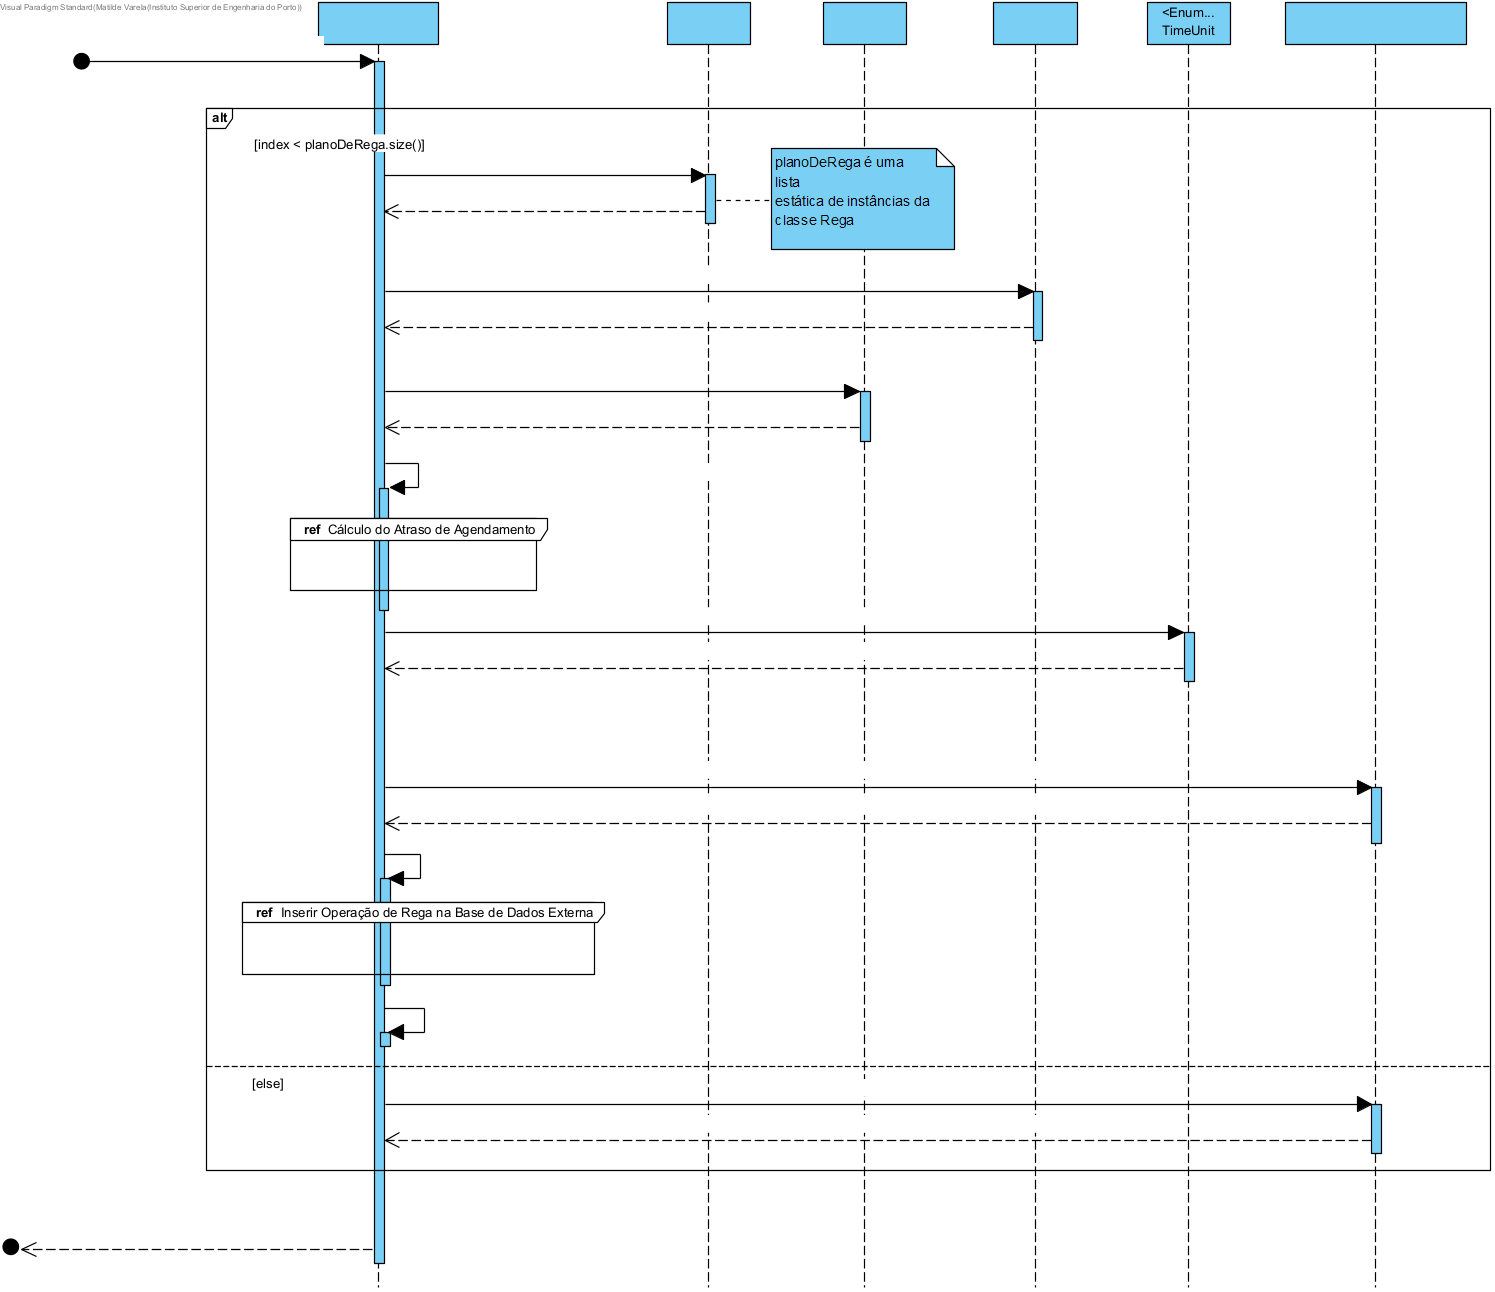 Visual Paradigm Standard(Matilde Varela(Instituto Superior de Engenharia do Porto))
<Enum...
TimeUnit
alt
[index < planoDeRega.size()]
planoDeRega é uma
lista
estática de instâncias da
classe Rega
ref Cálculo do Atraso de Agendamento
ref Inserir Operação de Rega na Base de Dados Externa
[else]